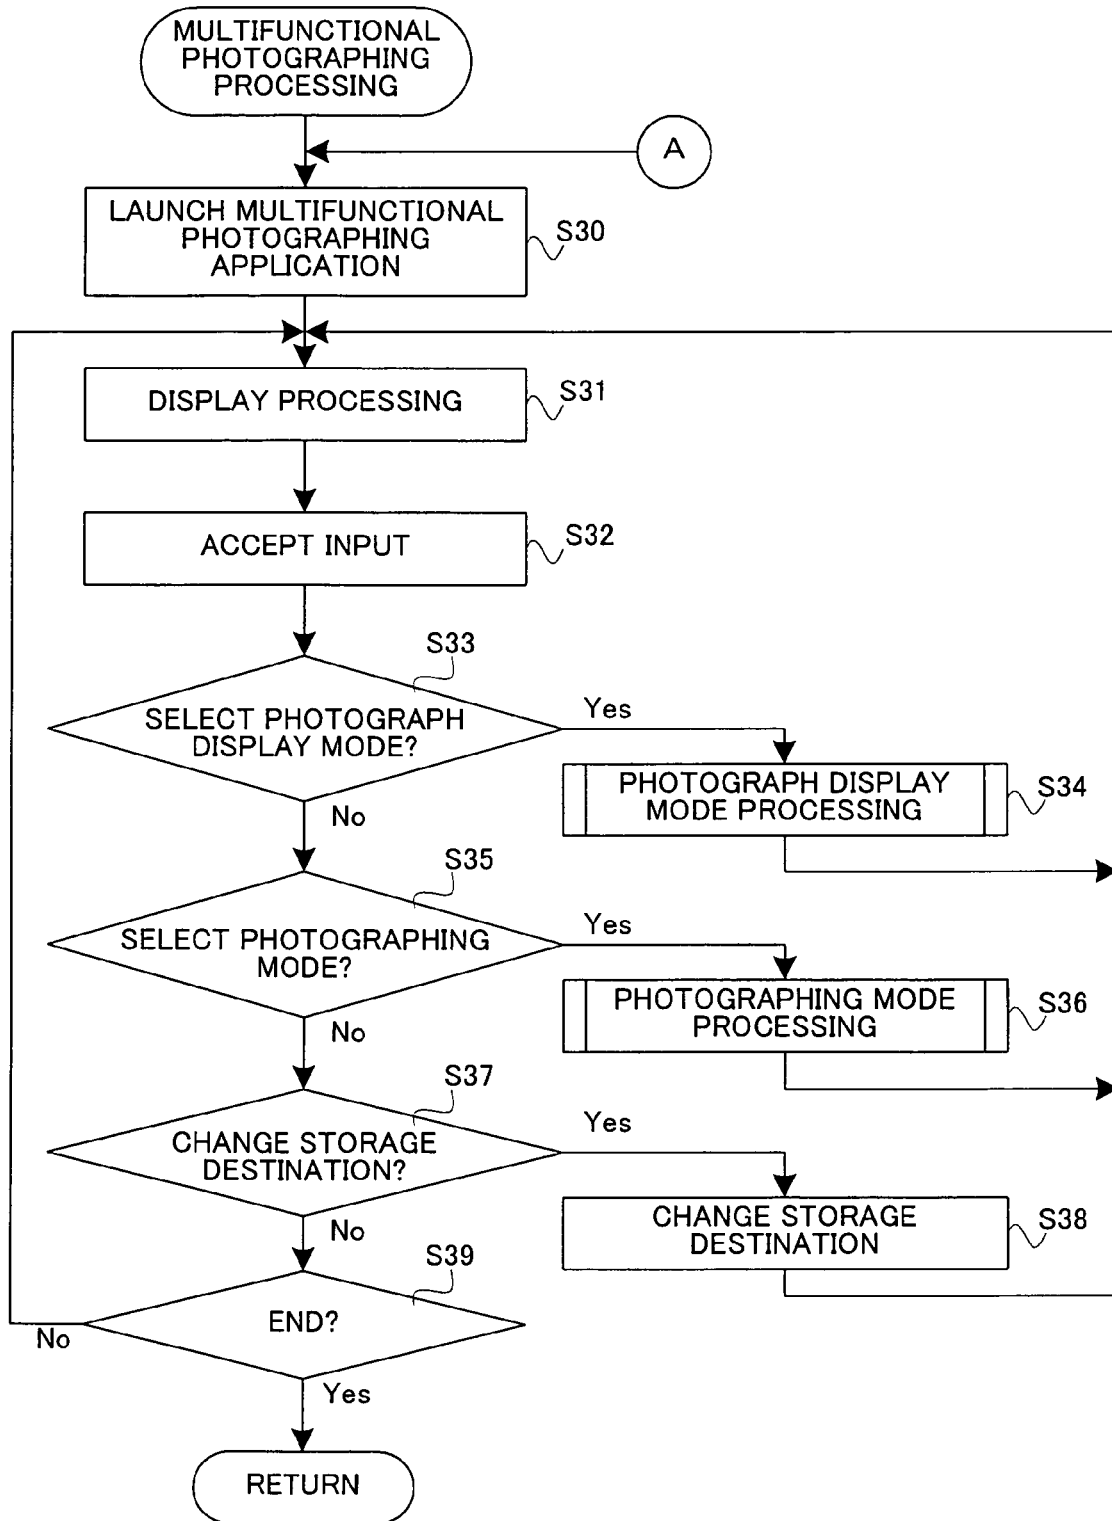 MULTIFUNCTIONAL
PHOTOGRAPHING
PROCESSING
A
LAUNCH MULTIFUNCTIONAL
PHOTOGRAPHING
APPLICATION
S30
DISPLAY PROCESSING
S31
ACCEPT INPUT
S32
S33
SELECT PHOTOGRAPH
DISPLAY MODE?
Yes
No
PHOTOGRAPH DISPLAY
MODE PROCESSING
S34
S35
SELECT PHOTOGRAPHING
MODE?
Yes
No
PHOTOGRAPHING MODE
PROCESSING
S36
S37
CHANGE STORAGE
DESTINATION?
Yes
No
CHANGE STORAGE
DESTINATION
S38
S39
END?
No
Yes
RETURN